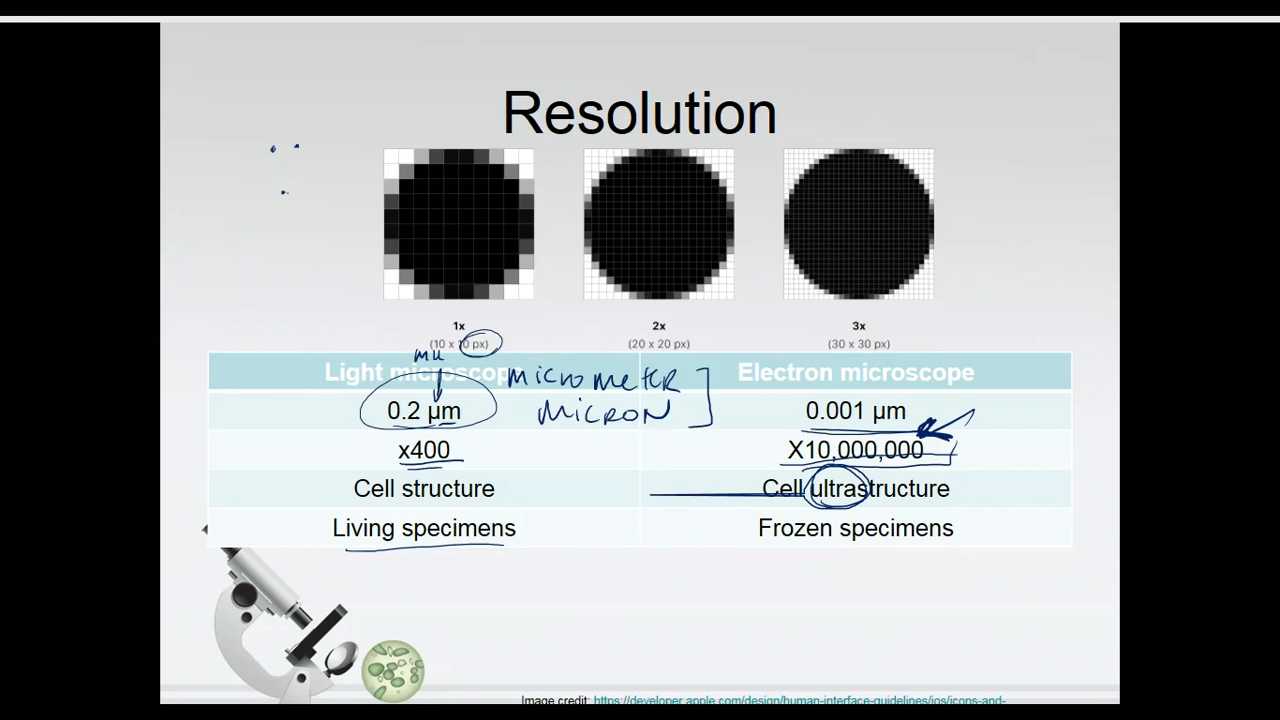 Resolution
1x 2x 3x
(10 x 10 px) (20 x 20 px) (30 x 30 px)
mu
Light microscope Electron microscope
micrometer
0.2 µm 0.001 µm
MICRON
x400 X10,000,000
Cell structure Cell ultrastructure
Living specimens Frozen specimens
Image credit: https://developer.apple.com/design/human-interface-guidelines/ios/icons-and-